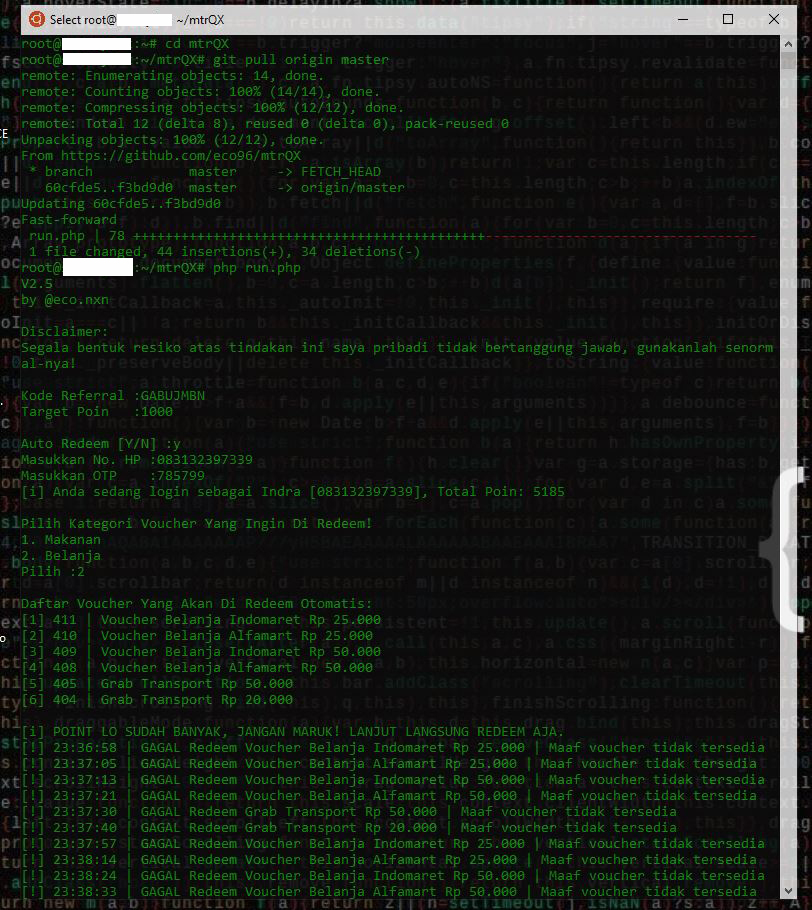 Select root@ ~/mtrQX
root@ :~# cd mtrQX
root@ :~/mtrQX# git pull origin master
remote: Enumerating objects: 14, done.
remote: Counting objects: 100% (14/14), done.
remote: Compressing objects: 100% (12/12), done.
remote: Total 12 (delta 8), reused 0 (delta 0), pack-reused 0
Unpacking objects: 100% (12/12), done.
From https://github.com/eco96/mtrQX
* branch master -> FETCH_HEAD
60cfde5..f3bd9d0 master -> origin/master
Updating 60cfde5..f3bd9d0
Fast-forward
run.php | 78 ++++++++++++++++++++++++++++++++++++++++++++----------------------------------
1 file changed, 44 insertions(+), 34 deletions(-)
root@ :~/mtrQX# php run.php
V2.5
by @eco.nxn
Disclaimer:
Segala bentuk resiko atas tindakan ini saya pribadi tidak bertanggung jawab, gunakanlah senorm
al-nya!
Kode Referral :GABUJMBN
Target Poin :1000
Auto Redeem [Y/N] :y
Masukkan No. HP :083132397339
Masukkan OTP :785799
[i] Anda sedang login sebagai Indra [083132397339], Total Poin: 5185
Pilih Kategori Voucher Yang Ingin Di Redeem!
1. Makanan
2. Belanja
Pilih :2
Daftar Voucher Yang Akan Di Redeem Otomatis:
[1] 411 | Voucher Belanja Indomaret Rp 25.000
[2] 410 | Voucher Belanja Alfamart Rp 25.000
[3] 409 | Voucher Belanja Indomaret Rp 50.000
[4] 408 | Voucher Belanja Alfamart Rp 50.000
[5] 405 | Grab Transport Rp 50.000
[6] 404 | Grab Transport Rp 20.000
[i] POINT LO SUDAH BANYAK, JANGAN MARUK! LANJUT LANGSUNG REDEEM AJA.
[!] 23:36:58 | GAGAL Redeem Voucher Belanja Indomaret Rp 25.000 | Maaf voucher tidak tersedia
[!] 23:37:05 | GAGAL Redeem Voucher Belanja Alfamart Rp 25.000 | Maaf voucher tidak tersedia
[!] 23:37:13 | GAGAL Redeem Voucher Belanja Indomaret Rp 50.000 | Maaf voucher tidak tersedia
[!] 23:37:21 | GAGAL Redeem Voucher Belanja Alfamart Rp 50.000 | Maaf voucher tidak tersedia
[!] 23:37:30 | GAGAL Redeem Grab Transport Rp 50.000 | Maaf voucher tidak tersedia
[!] 23:37:40 | GAGAL Redeem Grab Transport Rp 20.000 | Maaf voucher tidak tersedia
[!] 23:37:57 | GAGAL Redeem Voucher Belanja Indomaret Rp 25.000 | Maaf voucher tidak tersedia
[!] 23:38:14 | GAGAL Redeem Voucher Belanja Alfamart Rp 25.000 | Maaf voucher tidak tersedia
[!] 23:38:24 | GAGAL Redeem Voucher Belanja Indomaret Rp 50.000 | Maaf voucher tidak tersedia
[!] 23:38:33 | GAGAL Redeem Voucher Belanja Alfamart Rp 50.000 | Maaf voucher tidak tersedia